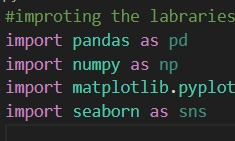 #improting the labraries
import pandas as pd
import numpy as np
import matplotlib.pyplot
import seaborn as sns